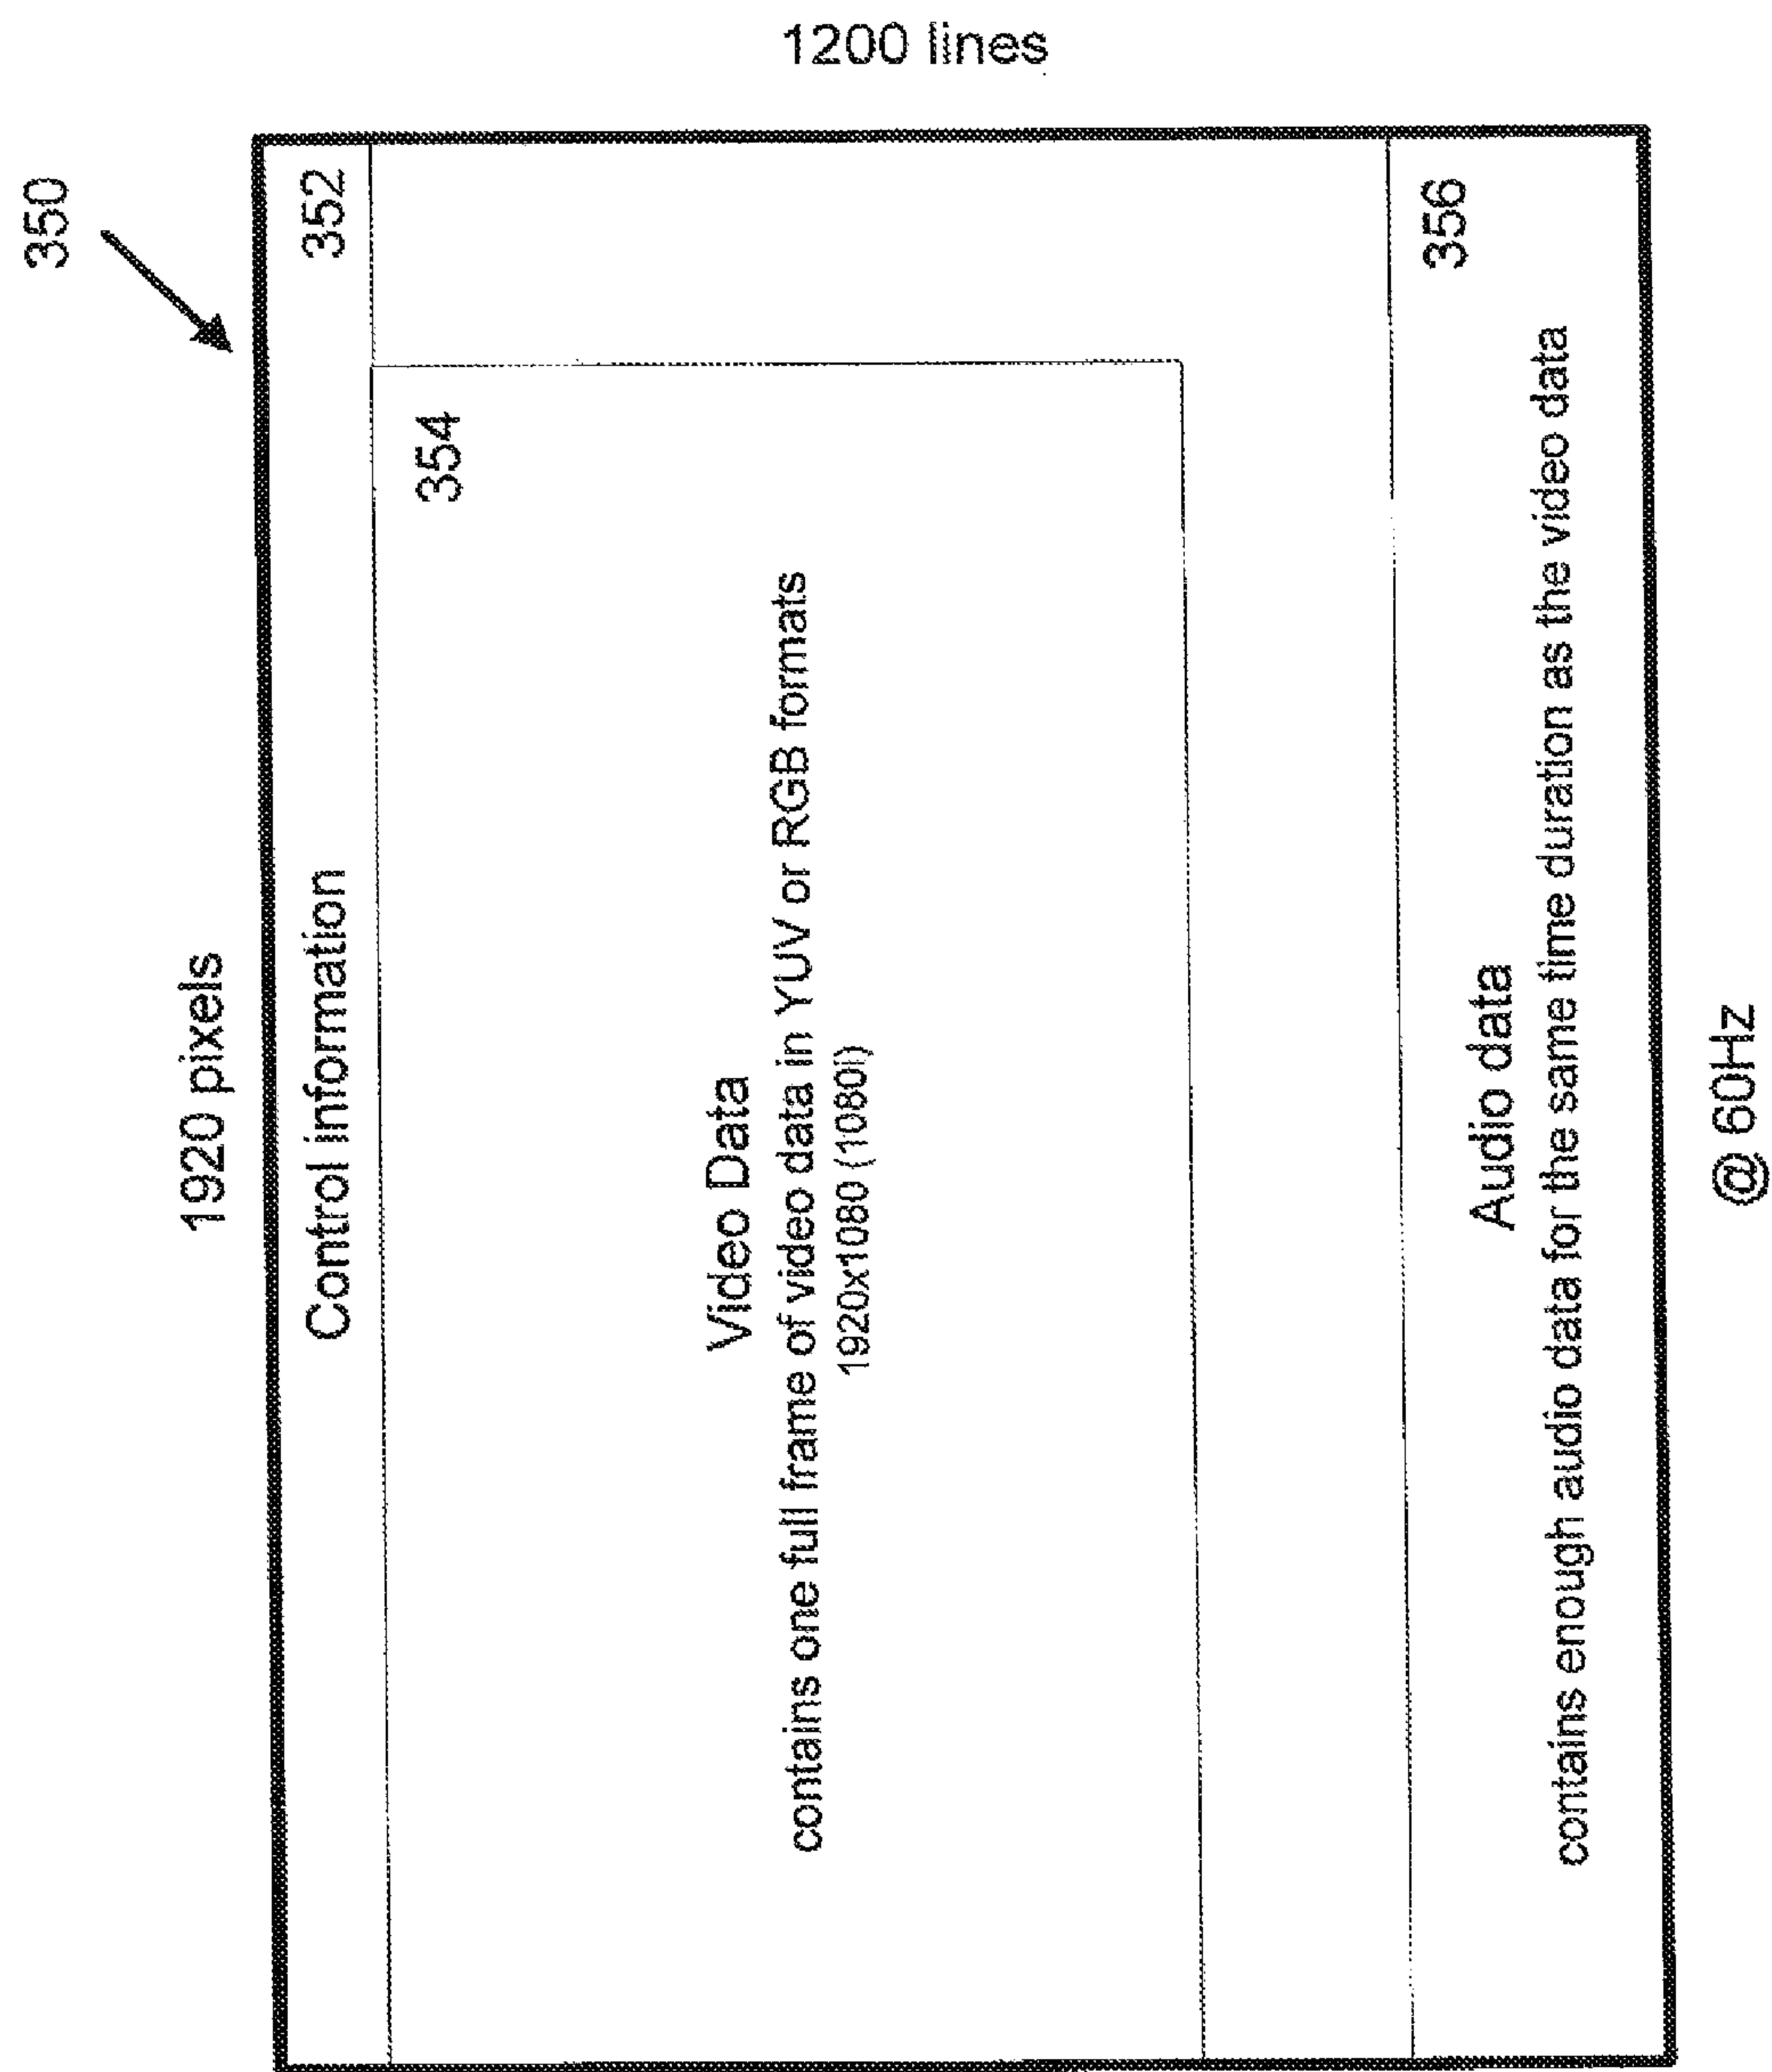 350
1920 pixels
1200 lines
Control information
352
354
Video Data
contains one full frame of video data in YUV or RGB formats
1920x1080 (1080i)
356
Audio data
contains enough audio data for the same time duration as the video data
@ 60Hz